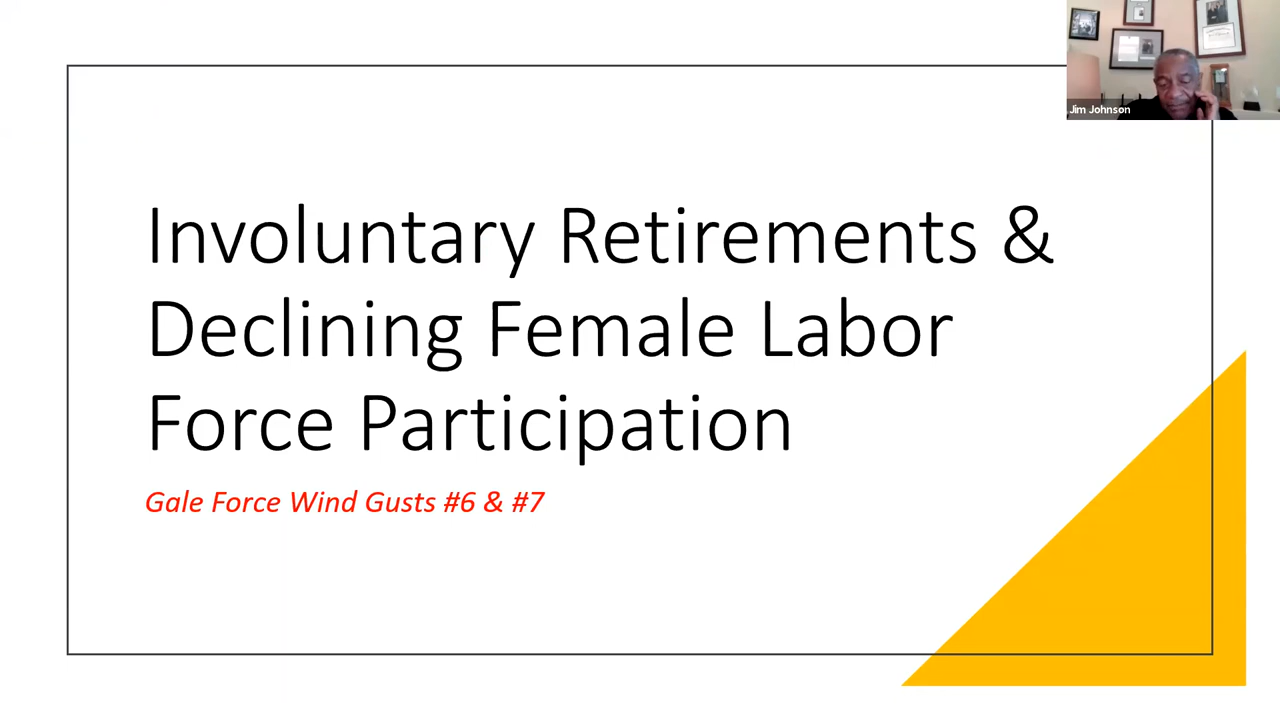 Jim Johnson
Involuntary Retirements &
Declining Female Labor
Force Participation
Gale Force Wind Gusts #6 & #7